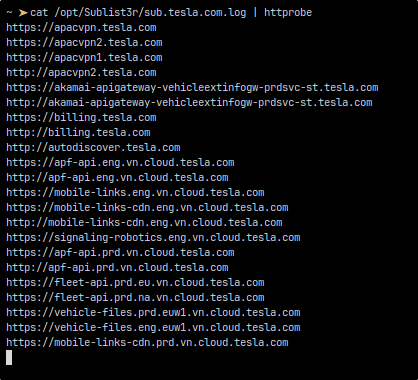 ~ ➤cat /opt/Sublist3r/sub.tesla.com.log | httprobe
https://apacvpn.tesla.com
https://apacvpn2.tesla.com
https://apacvpn1.tesla.com
http://apacvpn2.tesla.com
https://akamai-apigateway-vehicleextinfogw-prdsvc-st.tesla.com
http://akamai-apigateway-vehicleextinfogw-prdsvc-st.tesla.com
https://billing.tesla.com
http://billing.tesla.com
http://autodiscover.tesla.com
https://apf-api.eng.vn.cloud.tesla.com
http://apf-api.eng.vn.cloud.tesla.com
https://mobile-links.eng.vn.cloud.tesla.com
https://mobile-links-cdn.eng.vn.cloud.tesla.com
http://mobile-links-cdn.eng.vn.cloud.tesla.com
https://signaling-robotics.eng.vn.cloud.tesla.com
https://apf-api.prd.vn.cloud.tesla.com
http://apf-api.prd.vn.cloud.tesla.com
https://fleet-api.prd.eu.vn.cloud.tesla.com
https://fleet-api.prd.na.vn.cloud.tesla.com
https://vehicle-files.prd.euw1.vn.cloud.tesla.com
https://vehicle-files.eng.euw1.vn.cloud.tesla.com
https://mobile-links-cdn.prd.vn.cloud.tesla.com